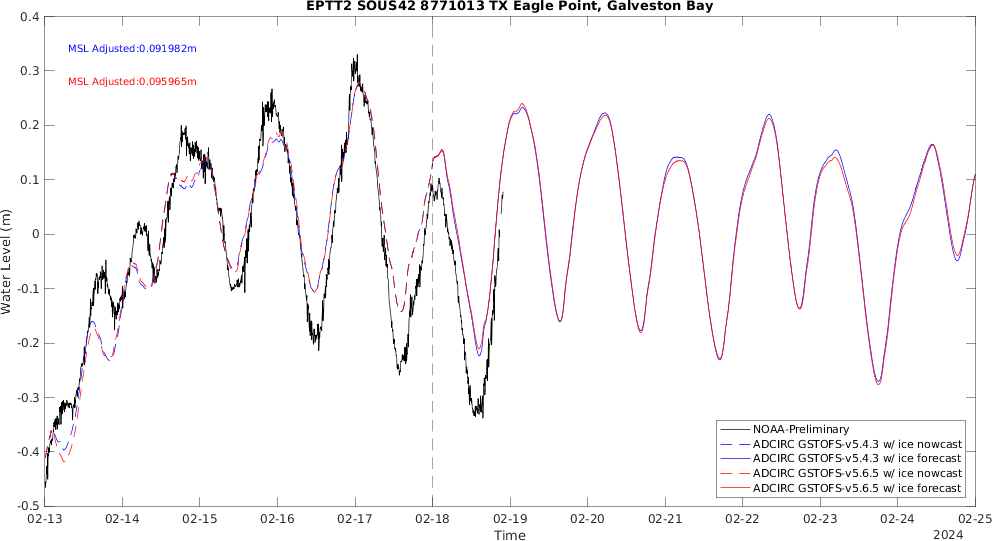 EPTT2 SOUS42 8771013 TX Eagle Point, Galveston Bay
MSL Adjusted:0.091982m
MSL Adjusted:0.095965m
Water Level (m)
0.4
0.3
0.2
0.1
0
-0.1
-0.2
-0.3
-0.4
-0.5
NOAA-Preliminary
ADCIRC GSTOFS-v5.4.3 w/ ice nowcast
ADCIRC GSTOFS-v5.4.3 w/ ice forecast
ADCIRC GSTOFS-v5.6.5 w/ ice nowcast
ADCIRC GSTOFS-v5.6.5 w/ ice forecast
02-13 02-14 02-15 02-16 02-17 02-18 02-19 02-20 02-21 02-22 02-23 02-24 02-25
Time
2024